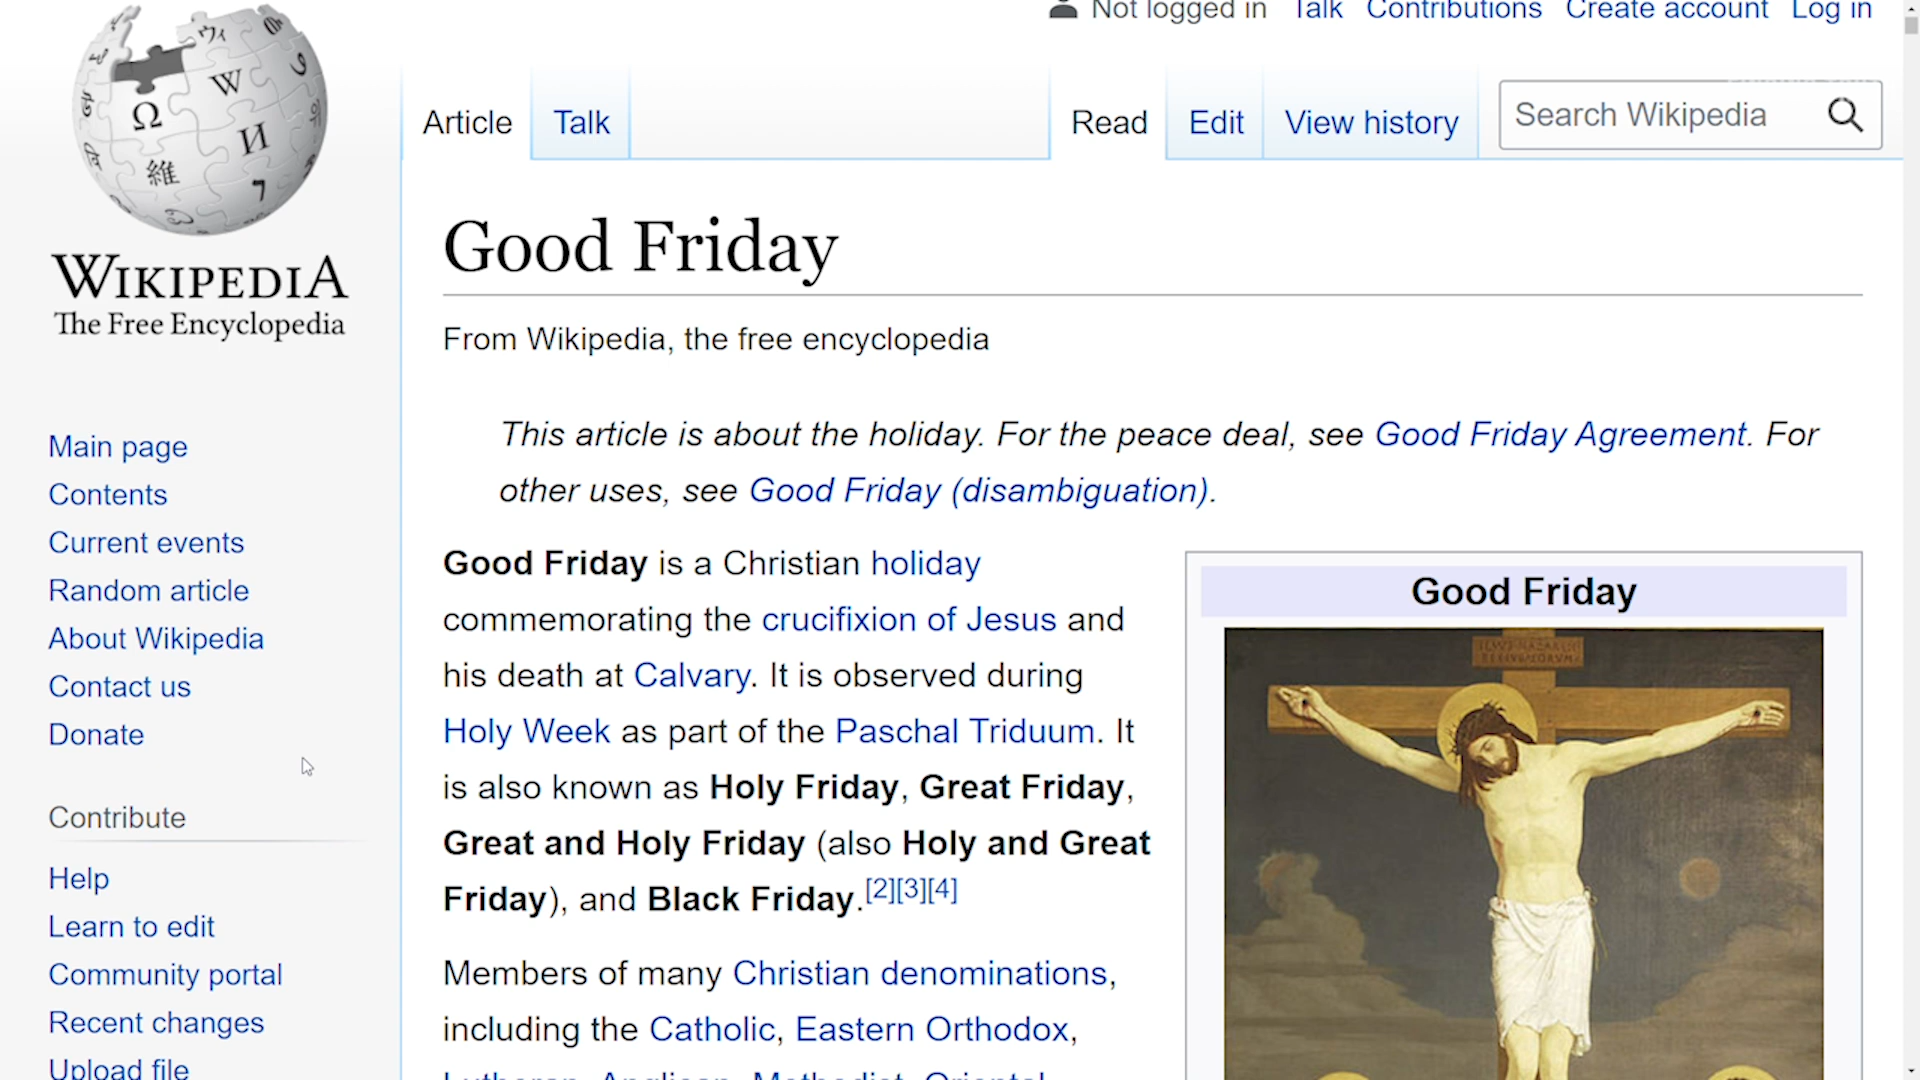 Not logged in Talk Contributions Create account Log in
Article Talk Read Edit View history Search Wikipedia
WIKIPEDIA
The Free Encyclopedia
Main page
Contents
Current events
Random article
About Wikipedia
Contact us
Donate
Contribute
Help
Learn to edit
Community portal
Recent changes
Upload file
Good Friday
From Wikipedia, the free encyclopedia
This article is about the holiday. For the peace deal, see Good Friday Agreement. For
other uses, see Good Friday (disambiguation).
Good Friday is a Christian holiday
commemorating the crucifixion of Jesus and
his death at Calvary. It is observed during
Holy Week as part of the Paschal Triduum. It
is also known as Holy Friday, Great Friday,
Great and Holy Friday (also Holy and Great
Friday), and Black Friday.[2][3][4]
Members of many Christian denominations,
including the Catholic, Eastern Orthodox,
Lutheran, Anglican, Methodist, Oriental
Good Friday